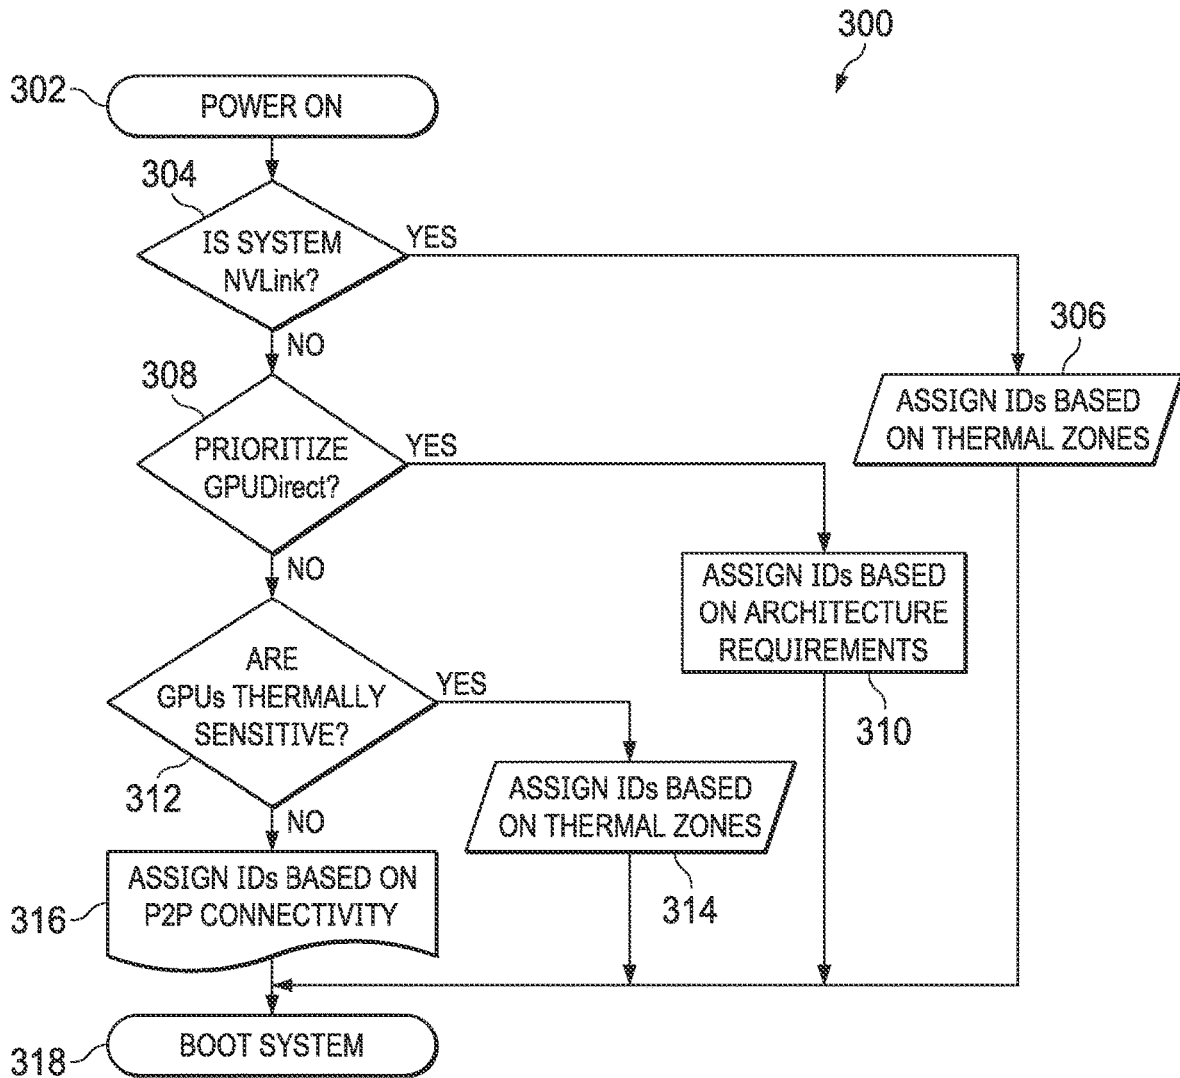 300
302
POWER ON
304
IS SYSTEM
NVLink?
YES
NO
306
ASSIGN IDs BASED
ON THERMAL ZONES
308
PRIORITIZE
GPUDirect?
YES
NO
ASSIGN IDs BASED
ON ARCHITECTURE
REQUIREMENTS
310
ARE
GPUs THERMALLY
SENSITIVE?
YES
312
NO
ASSIGN IDs BASED
ON THERMAL ZONES
314
316
ASSIGN IDs BASED ON
P2P CONNECTIVITY
318
BOOT SYSTEM